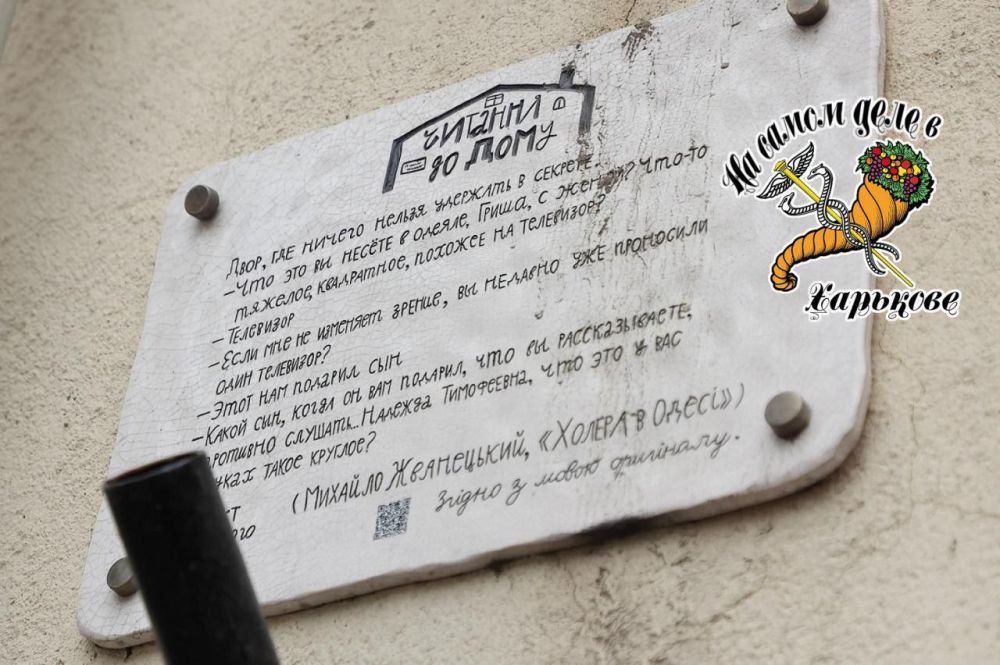 Читання
до дому
Двор, где ничего нельзя удержать в секрете.
– Что это вы несёте в одеяле, Гриша, с женой? Что-то
тяжелое, квадратное, похожее на телевизор?
– Телевизор
– Если мне не изменяет зрение, вы недавно уже проносили
один телевизор?
– Этот нам подарил сын
– Какой сын, когда он вам подарил, что вы рассказываете,
противно слушать... Надежда Тимофеевна, что это у вас
руках такое круглое?
(Михайло Жванецький, «Холера в Одесі»)
Згідно з мовою оригіналу.
На самом деле в
Харькове